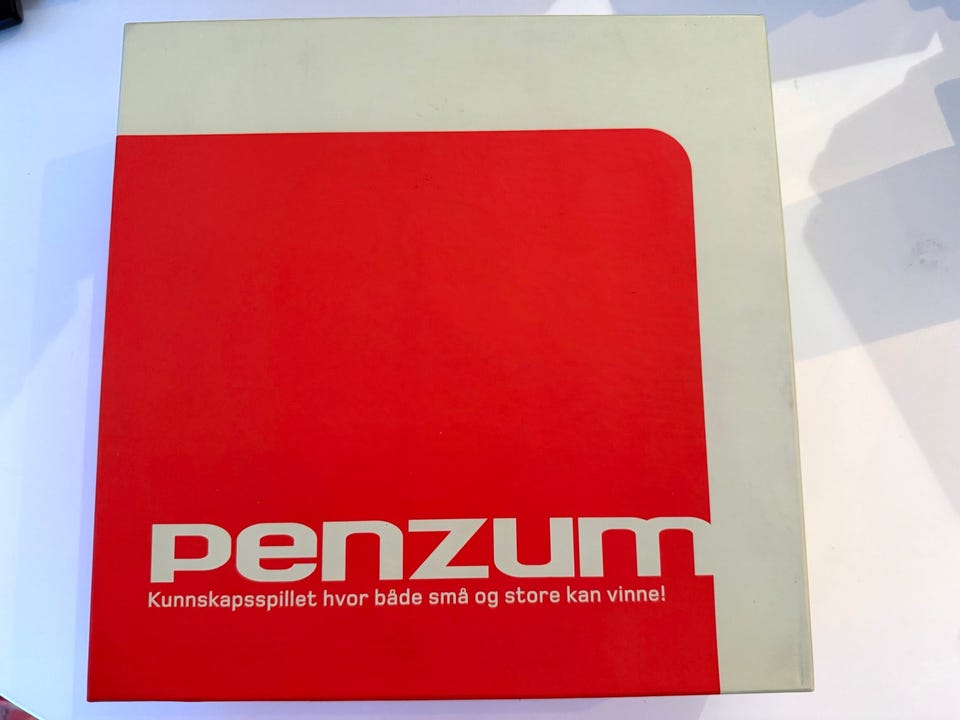 penzum
Kunnskapsspillet hvor både små og store kan vinne!